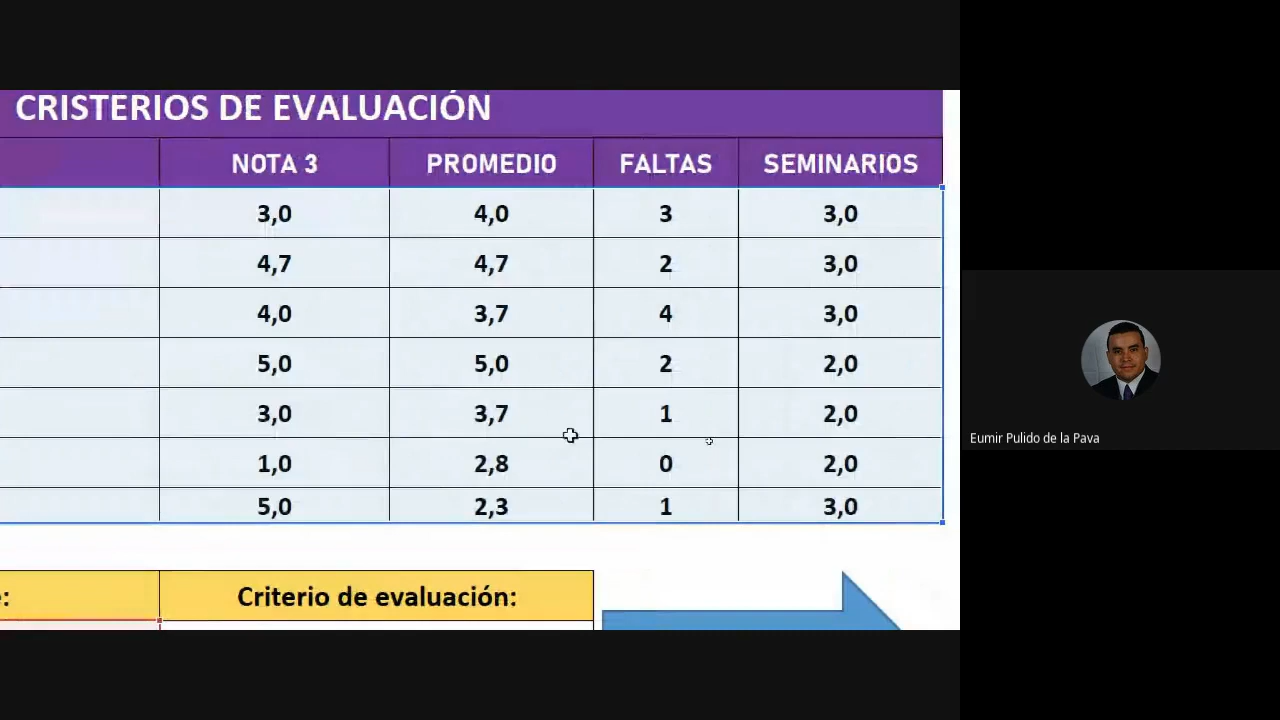 CRISTERIOS DE EVALUACIÓN
NOTA 3 PROMEDIO FALTAS SEMINARIOS
3,0 4,0 3 3,0
4,7 4,7 2 3,0
4,0 3,7 4 3,0
5,0 5,0 2 2,0
3,0 3,7 1 2,0
1,0 2,8 0 2,0
5,0 2,3 1 3,0
Criterio de evaluación:
Eumir Pulido de la Pava